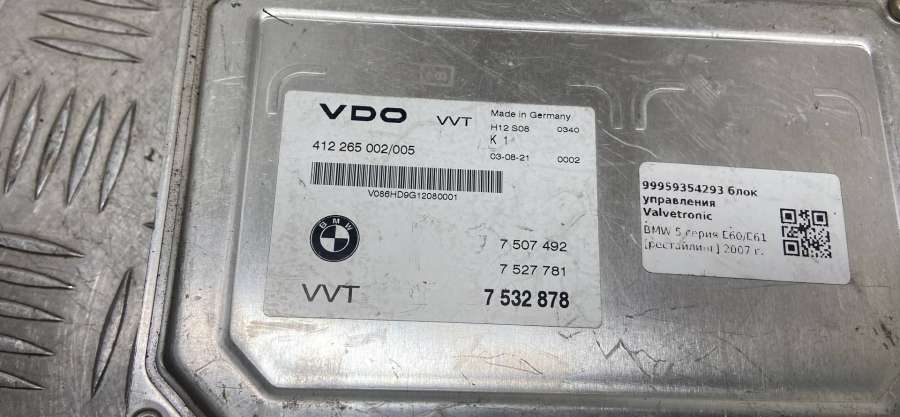 VDO VVT
Made in Germany
H12 S08 0340
K 1
412 265 002/005
03-08-21 0002
V086HD9G12080001
BMW
7 507 492
7 527 781
VVT 7 532 878
99959354293 блок
управления
Valvetronic
BMW 5 серия E60/E61
[рестайлинг] 2007 г.